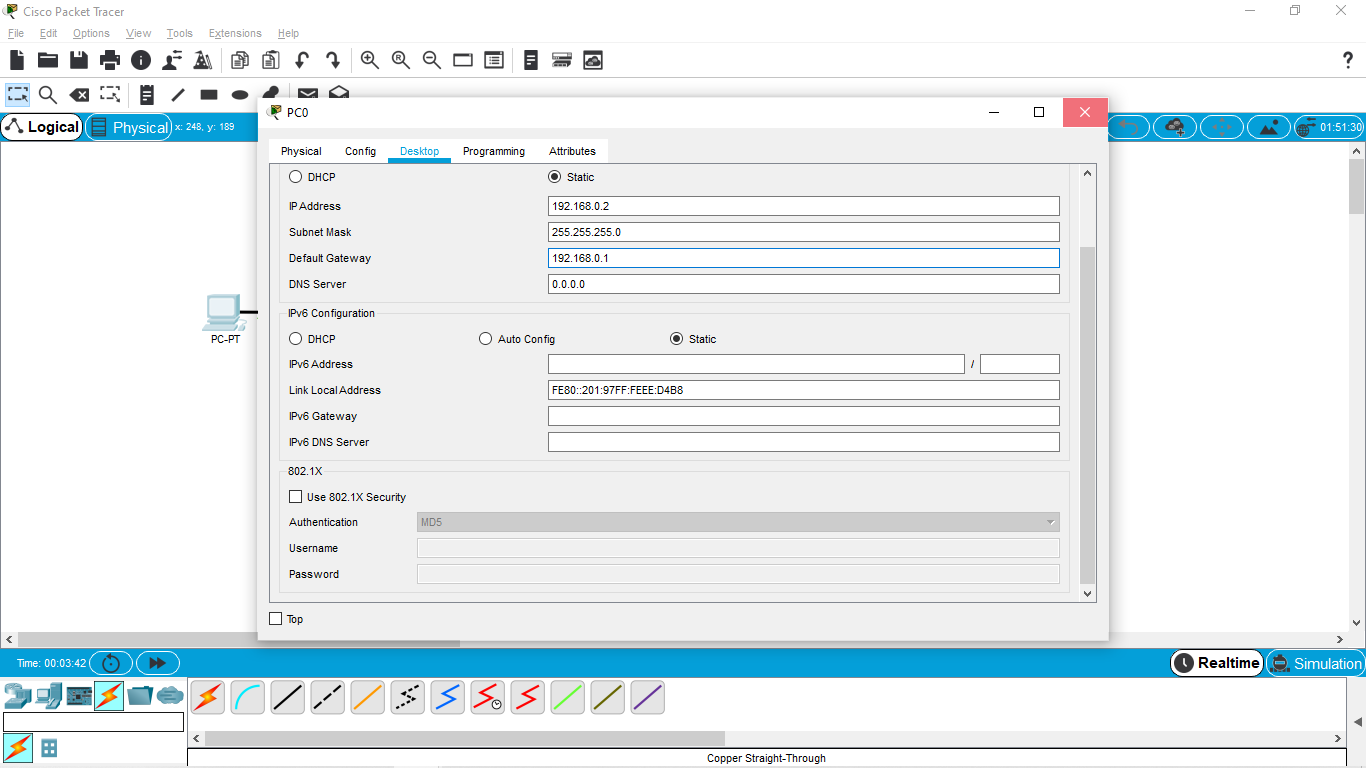 Cisco Packet Tracer
File Edit Options View Tools Extensions Help
PC0
Logical Physical x: 248, y: 189 01:51:30
Physical Config Desktop Programming Attributes
DHCP Static
IP Address 192.168.0.2
Subnet Mask 255.255.255.0
Default Gateway 192.168.0.1
DNS Server 0.0.0.0
IPv6 Configuration
DHCP Auto Config Static
IPv6 Address /
Link Local Address FE80::201:97FF:FEEE:D4B8
IPv6 Gateway
IPv6 DNS Server
802.1X
Use 802.1X Security
Authentication MD5
Username
Password
Top
PC-PT
Time: 00:03:42 Realtime Simulation
Copper Straight-Through